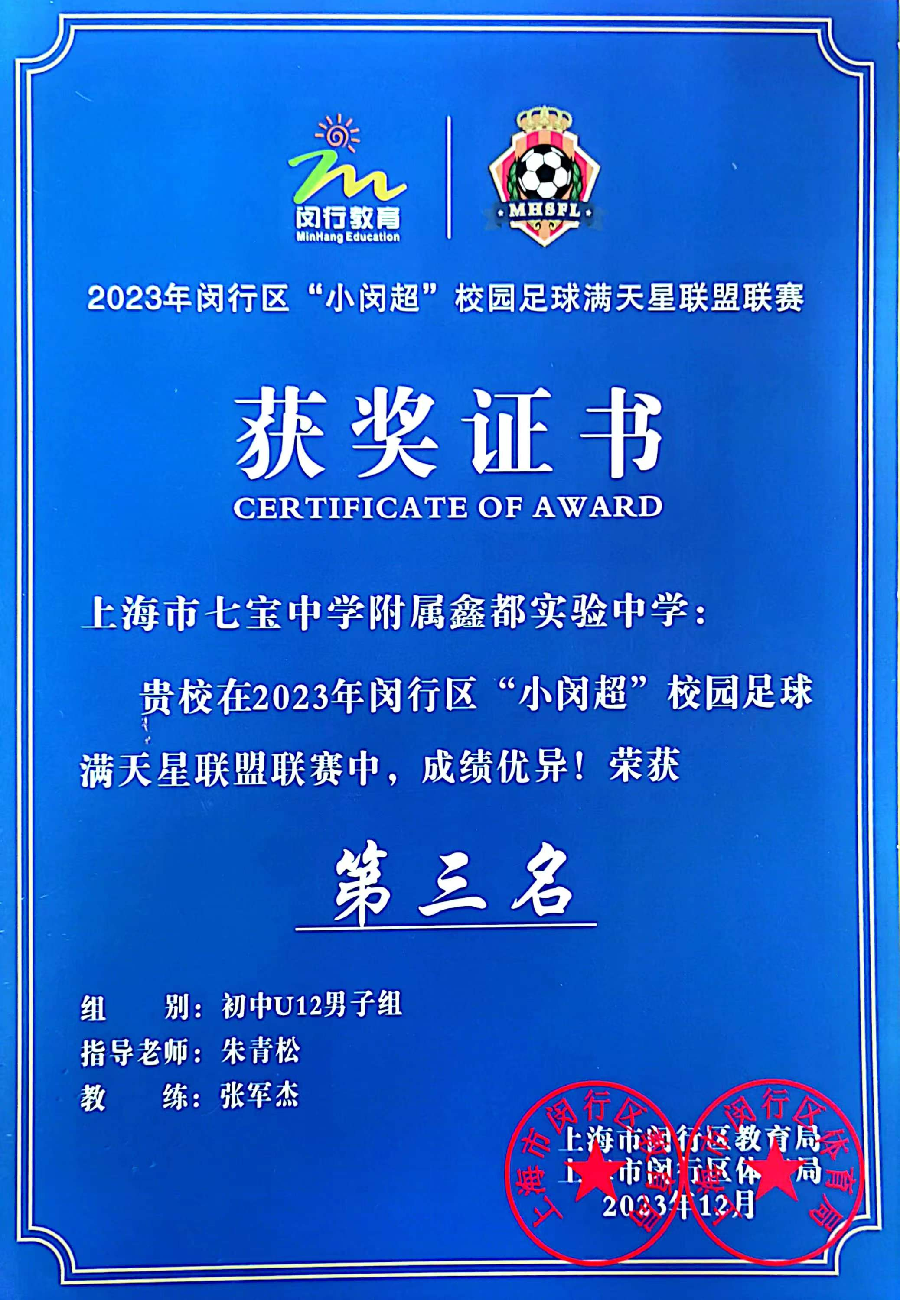 闵行教育
MinHang Education
MHSFL
2023年闵行区“小闵超”校园足球满天星联盟联赛
获奖证书
CERTIFICATE OF AWARD
上海市七宝中学附属鑫都实验中学：
贵校在2023年闵行区“小闵超”校园足球
满天星联盟联赛中，成绩优异！荣获
第三名
组 别：初中U12男子组
指导老师：朱青松
教 练：张军杰
上海市闵行区教育局
上海市闵行区体育局
2023年12月
上海市闵行区教育局
上海市闵行区体育局